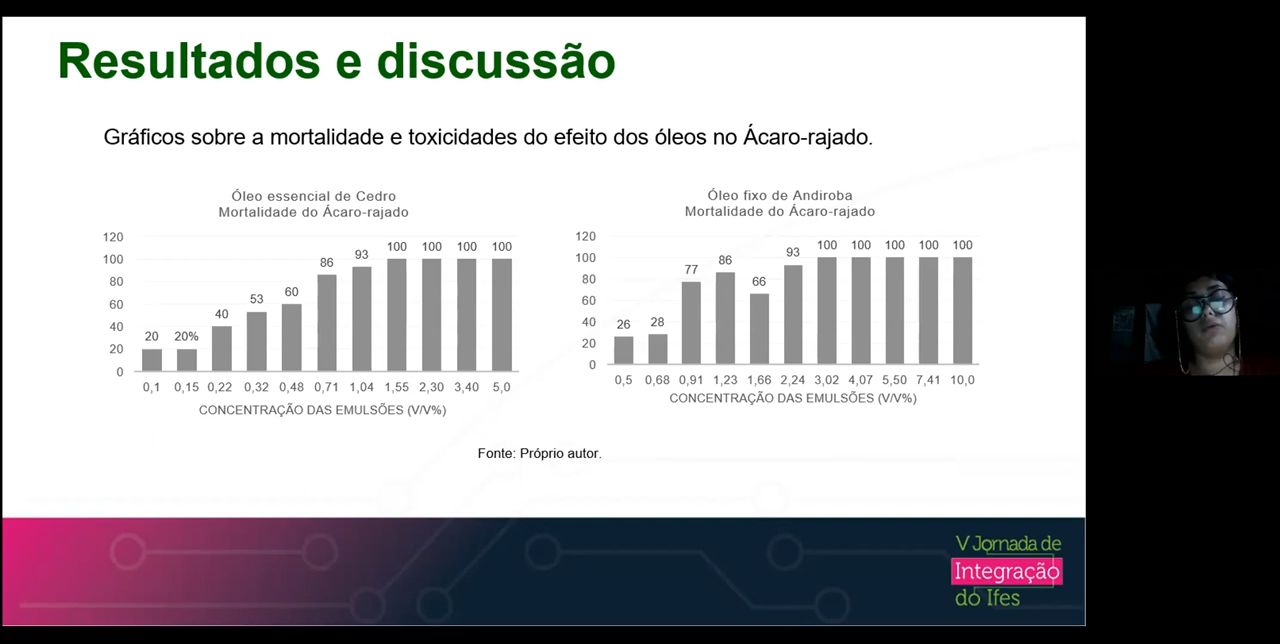 Resultados e discussão
Gráficos sobre a mortalidade e toxicidades do efeito dos óleos no Ácaro-rajado.
Óleo essencial de Cedro
Mortalidade do Ácaro-rajado
120
100
80
60
40
20
0
20 20% 40 53 60 86 93 100 100 100 100
0,1 0,15 0,22 0,32 0,48 0,71 1,04 1,55 2,30 3,40 5,0
CONCENTRAÇÃO DAS EMULSÕES (V/V%)
Óleo fixo de Andiroba
Mortalidade do Ácaro-rajado
120
100
80
60
40
20
0
26 28 77 86 66 93 100 100 100 100 100
0,5 0,68 0,91 1,23 1,66 2,24 3,02 4,07 5,50 7,41 10,0
CONCENTRAÇÃO DAS EMULSÕES (V/V%)
Fonte: Próprio autor.
V Jornada de
Integração
do Ifes